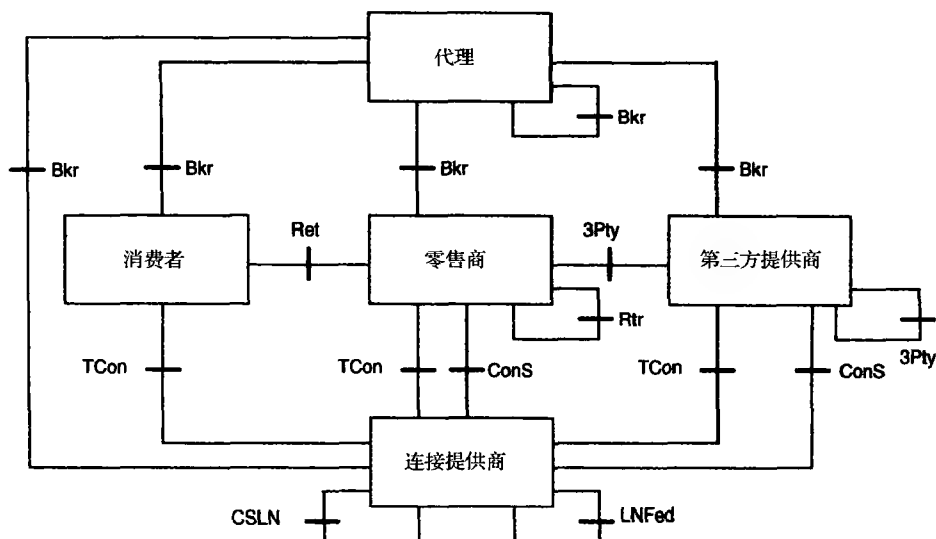 代理
Bkr
Bkr
Bkr
Bkr
Bkr
消费者
Ret
零售商
3Pty
第三方提供商
Rtr
3Pty
TCon
TCon
ConS
TCon
ConS
连接提供商
CSLN
LNFed